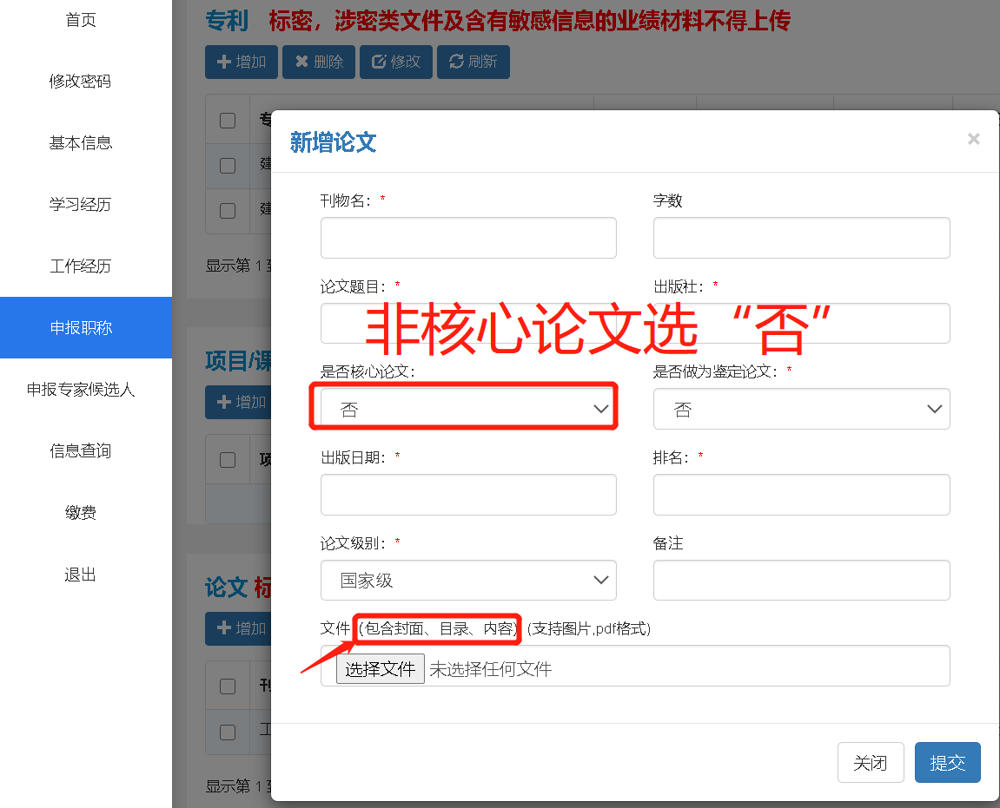 首页
修改密码
基本信息
学习经历
工作经历
申报职称
申报专家候选人
信息查询
缴费
退出
专利 标密，涉密类文件及含有敏感信息的业绩材料不得上传
增加 删除 修改 刷新
显示第 1
项目/课
增加
论文 标
增加
刊
工
显示第 1
新增论文 ×
刊物名：* 字数
论文题目：* 出版社：*
非核心论文选“否”
是否核心论文: 是否做为鉴定论文：*
否 否
出版日期：* 排名：*
论文级别：* 备注
国家级
文件 (包含封面、目录、内容) (支持图片,pdf格式)
选择文件 未选择任何文件
关闭 提交